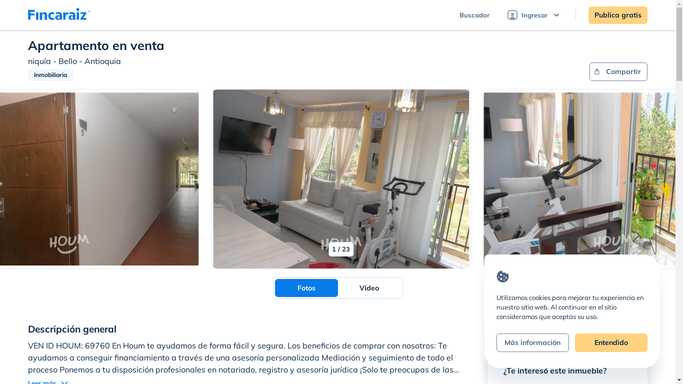 Fincaraiz
Buscador
Ingresar
Publica gratis
Apartamento en venta
niquía - Bello - Antioquia
Inmobiliaria
Compartir
HOUM
HOUM
HOUM
1 / 23
Fotos
Video
Descripción general
VEN ID HOUM: 69760 En Houm te ayudamos de forma fácil y segura. Los beneficios de comprar con nosotros: Te
ayudamos a conseguir financiamiento a través de una asesoría personalizada Mediación y seguimiento de todo el
proceso Ponemos a tu disposición profesionales en notariado, registro y asesoría jurídica ¡Solo te preocupas de las...
Leer más
Utilizamos cookies para mejorar tu experiencia en
nuestro sitio web. Al continuar en el sitio
consideramos que aceptas su uso.
Más información
Entendido
¿Te interesó este inmueble?